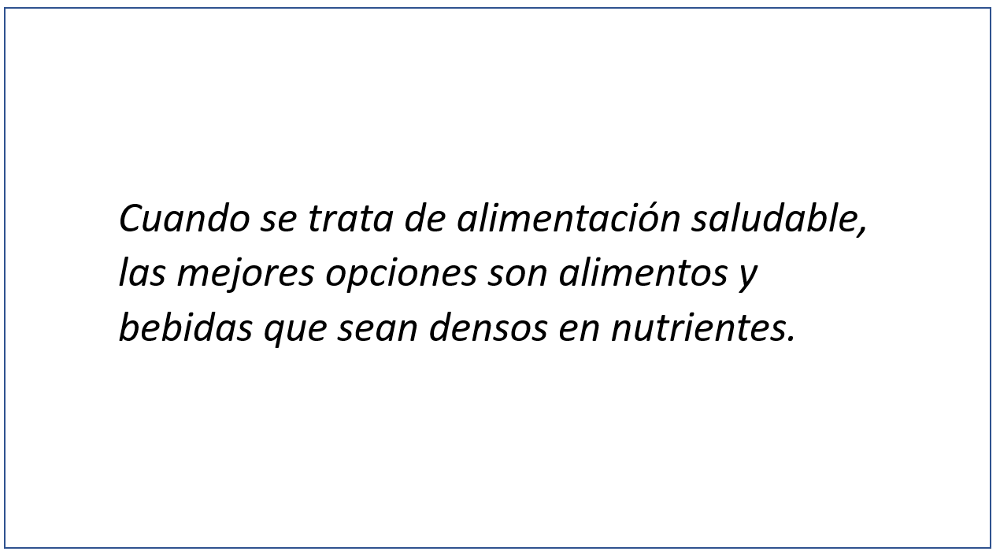 Cuando se trata de alimentación saludable,
las mejores opciones son alimentos y
bebidas que sean densos en nutrientes.